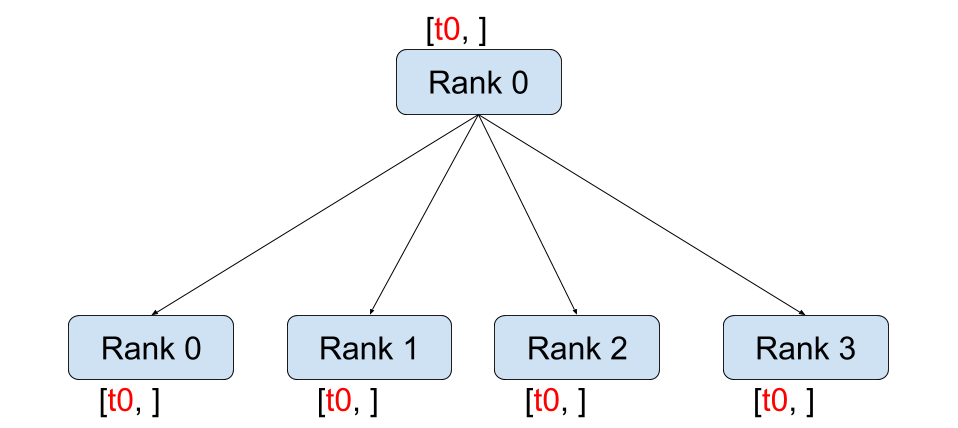 [t0, ]
Rank 0
Rank 0
Rank 1
Rank 2
Rank 3
[t0, ]
[t0, ]
[t0, ]
[t0, ]